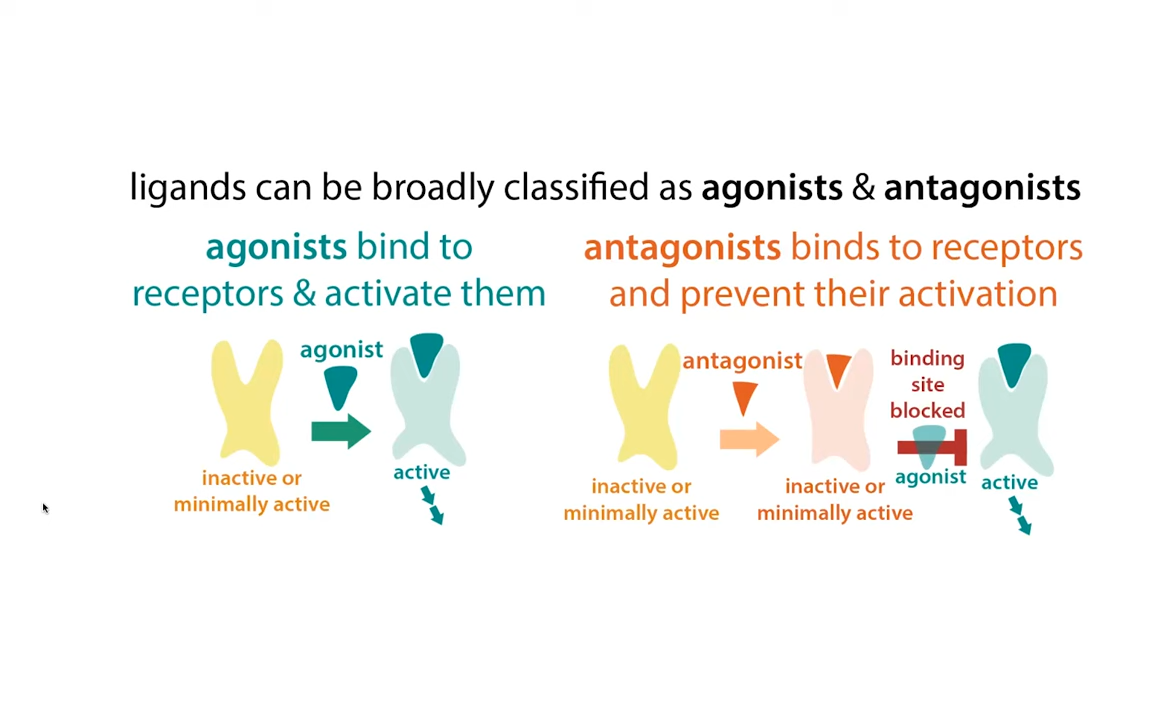 ligands can be broadly classified as agonists & antagonists
agonists bind to
receptors & activate them
antagonists binds to receptors
and prevent their activation
agonist
inactive or
minimally active
active
antagonist
inactive or
minimally active
inactive or
minimally active
binding
site
blocked
agonist
active